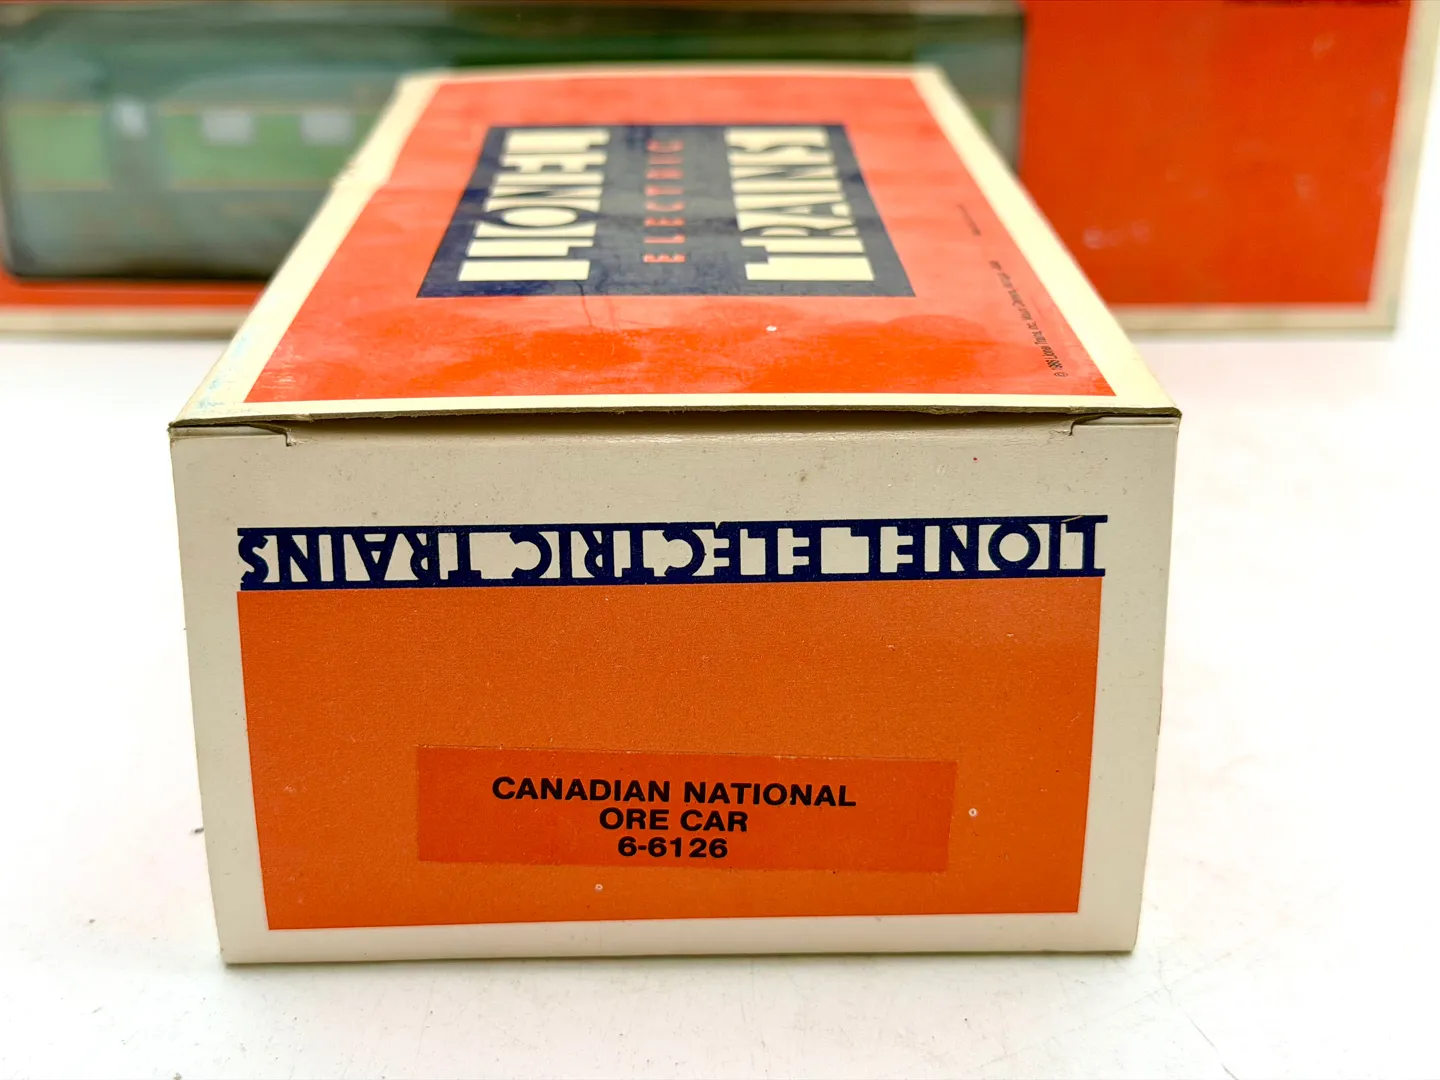 LIONEL
ELECTRIC
TRAINS
LIONEL ELECTRIC TRAINS
CANADIAN NATIONAL
ORE CAR
6-6126